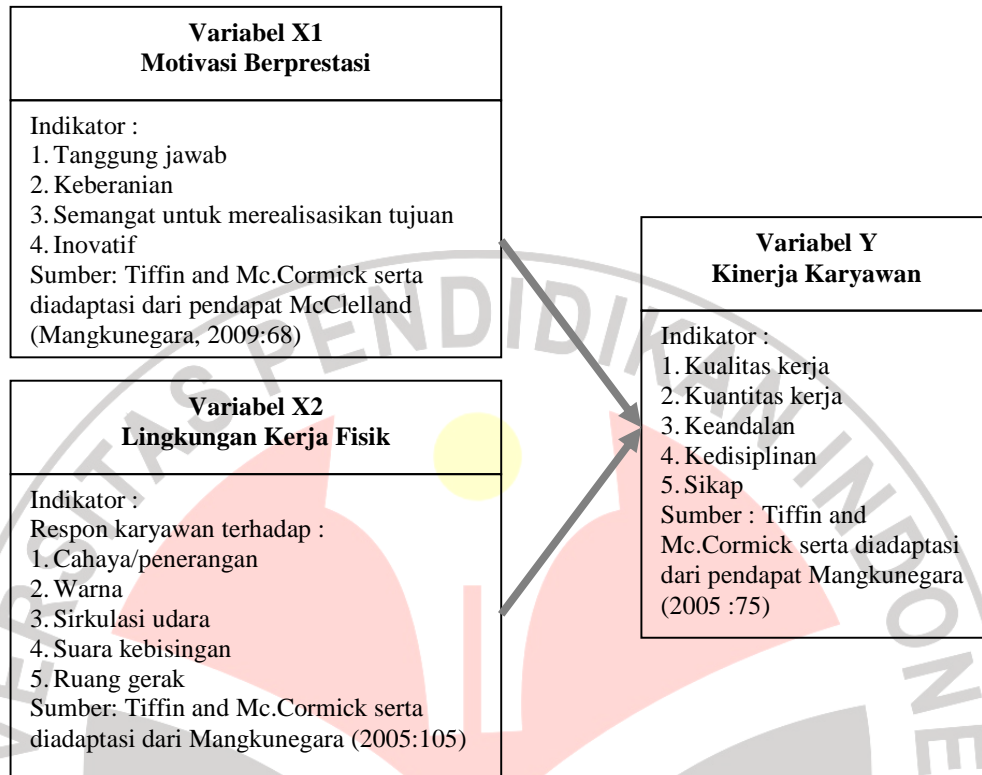 Variabel X1
Motivasi Berprestasi
Indikator :
1. Tanggung jawab
2. Keberanian
3. Semangat untuk merealisasikan tujuan
4. Inovatif
Sumber: Tiffin and Mc.Cormick serta
diadaptasi dari pendapat McClelland
(Mangkunegara, 2009:68)
Variabel X2
Lingkungan Kerja Fisik
Indikator :
Respon karyawan terhadap :
1. Cahaya/penerangan
2. Warna
3. Sirkulasi udara
4. Suara kebisingan
5. Ruang gerak
Sumber: Tiffin and Mc.Cormick serta
diadaptasi dari Mangkunegara (2005:105)
Variabel Y
Kinerja Karyawan
Indikator :
1. Kualitas kerja
2. Kuantitas kerja
3. Keandalan
4. Kedisiplinan
5. Sikap
Sumber : Tiffin and
Mc.Cormick serta diadaptasi
dari pendapat Mangkunegara
(2005 :75)
VERSITAS PENDIDIKAN INDONE